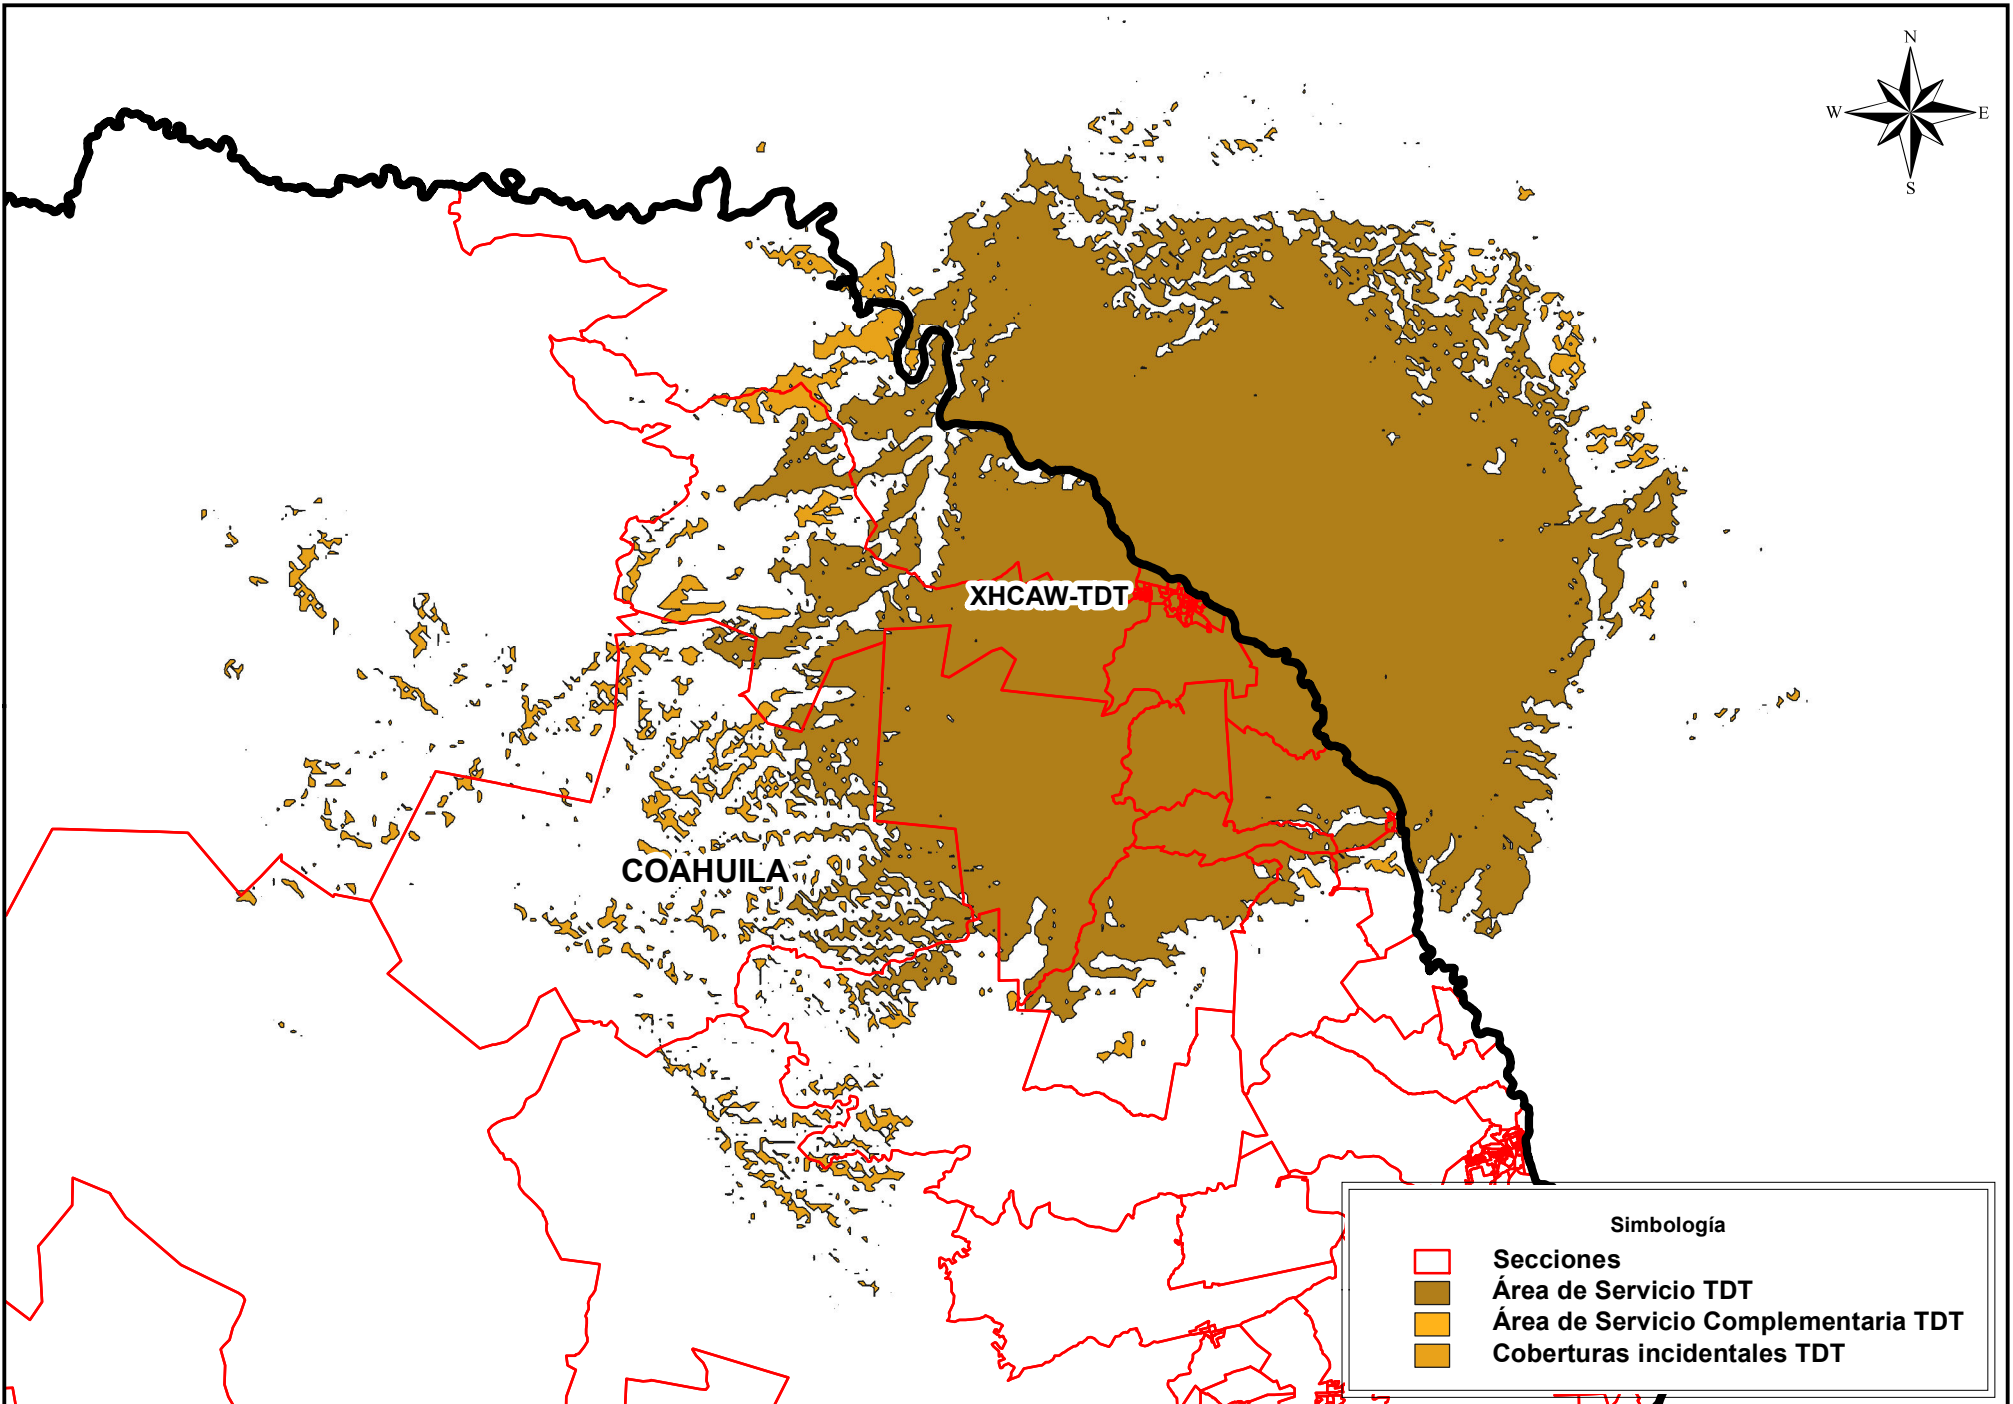 N
W E
S
XHCAW-TDT
COAHUILA
Simbología
Secciones
Área de Servicio TDT
Área de Servicio Complementaria TDT
Coberturas incidentales TDT